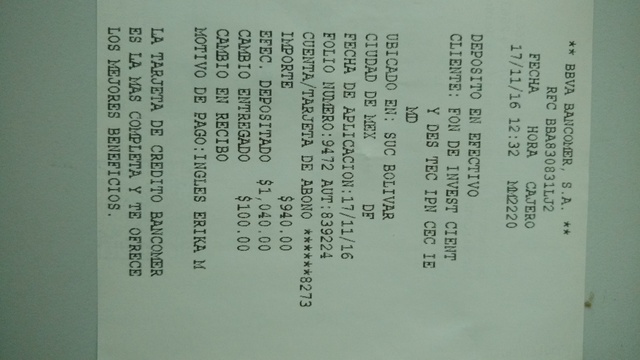 ** BBVA BANCOMER, S.A. **
RFC BBA830831LJ2
FECHA HORA CAJERO
17/11/16 12:32 MM2220
DEPOSITO EN EFECTIVO
CLIENTE: FON DE INVEST CIENT
Y DES TEC IPN CEC IE
MD
UBICADO EN: SUC BOLIVAR
CIUDAD DE MEX DF
FECHA DE APLICACION:17/11/16
FOLIO NUMERO:9472 AUT:839224
CUENTA/TARJETA DE ABONO ******8273
IMPORTE $940.00
EFEC. DEPOSITADO $1,040.00
CAMBIO ENTREGADO $100.00
CAMBIO EN RECIBO
MOTIVO DE PAGO:INGLES ERIKA M
LA TARJETA DE CREDITO BANCOMER
ES LA MAS COMPLETA Y TE OFRECE
LOS MEJORES BENEFICIOS.